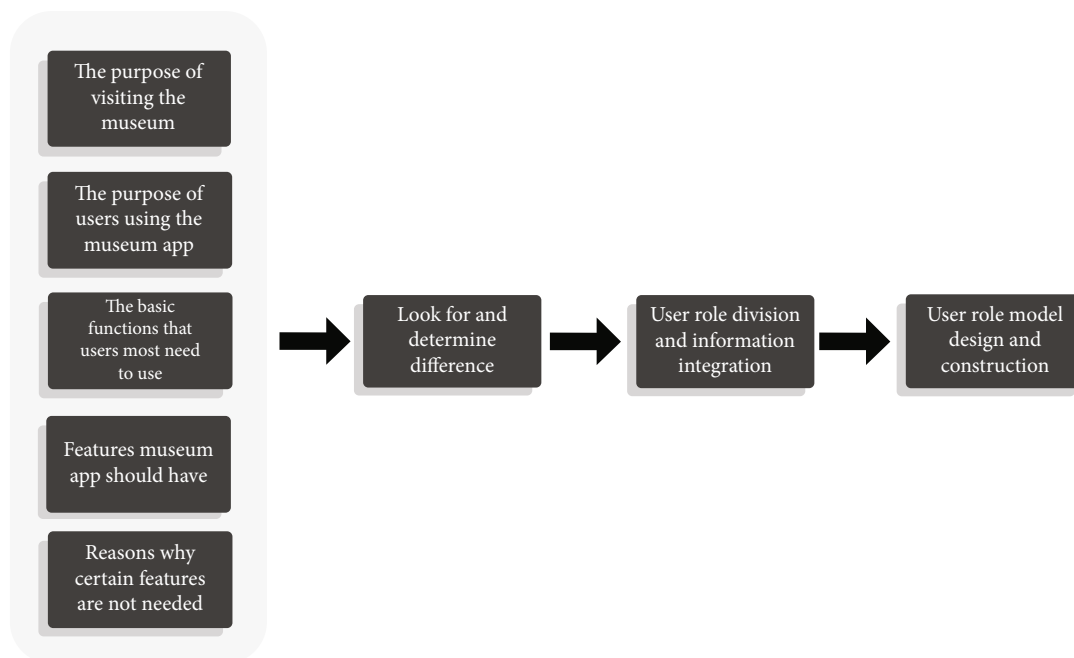 The purpose of
visiting the
museum
The purpose of
users using the
museum app
The basic
functions that
users most need
to use
Features museum
app should have
Reasons why
certain features
are not needed
Look for and
determine
difference
User role division
and information
integration
User role model
design and
construction